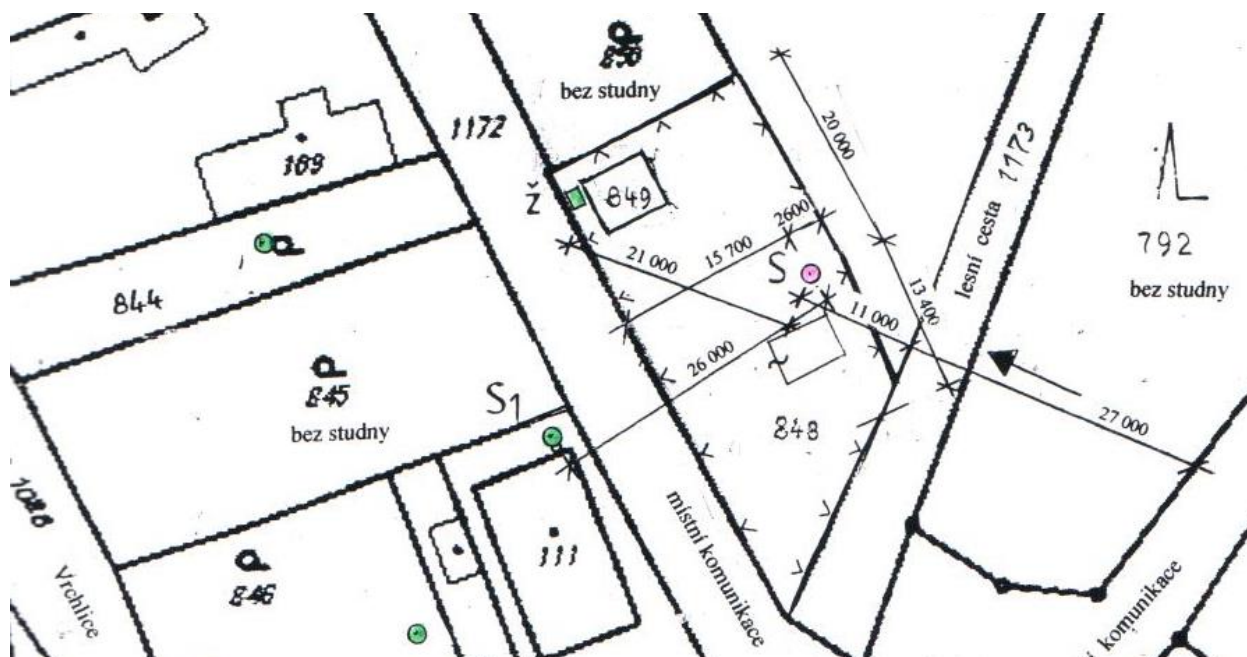 850
bez studny
1172
109
ž
849
20 000
lesní cesta 1173
792
bez studny
2600
15 700
21 000
S
844
11 000
13 400
26 000
845
bez studny
S1
848
27 000
1088
Vrchlice
846
111
místní komunikace
komunikace